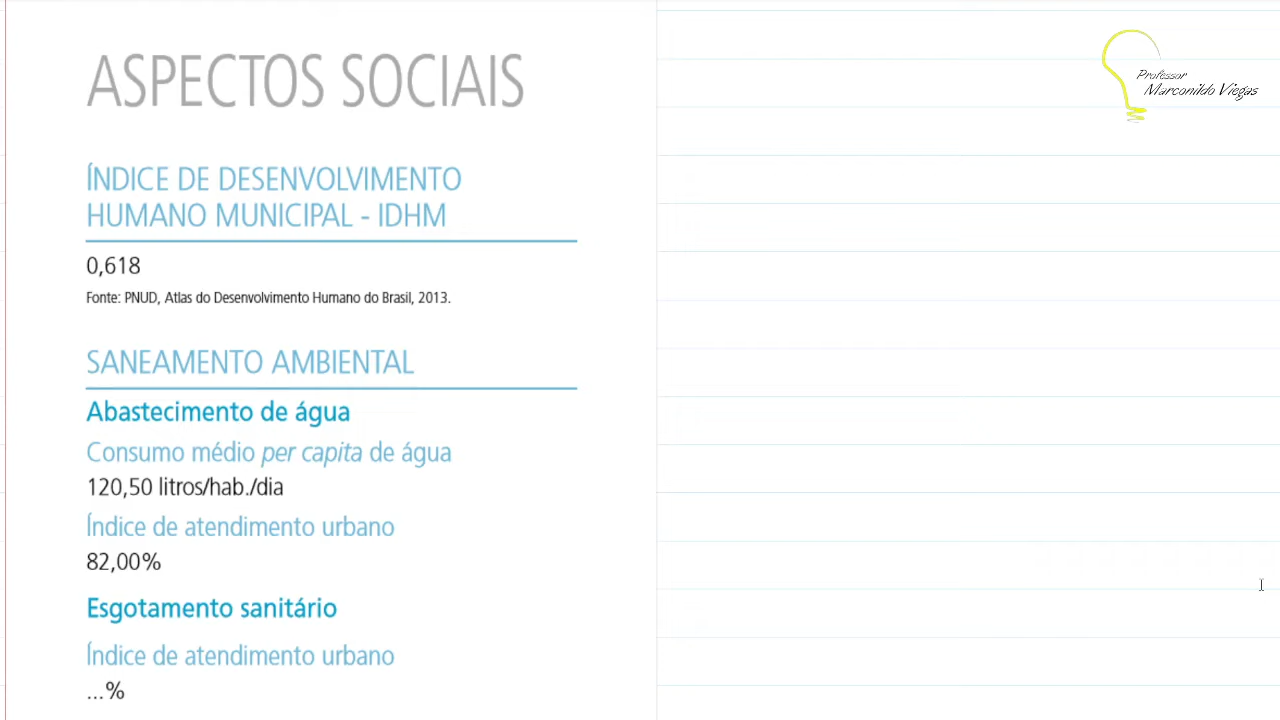 ASPECTOS SOCIAIS
Professor
Marconildo Viegas
ÍNDICE DE DESENVOLVIMENTO
HUMANO MUNICIPAL - IDHM
0,618
Fonte: PNUD, Atlas do Desenvolvimento Humano do Brasil, 2013.
SANEAMENTO AMBIENTAL
Abastecimento de água
Consumo médio per capita de água
120,50 litros/hab./dia
Índice de atendimento urbano
82,00%
Esgotamento sanitário
Índice de atendimento urbano
...%